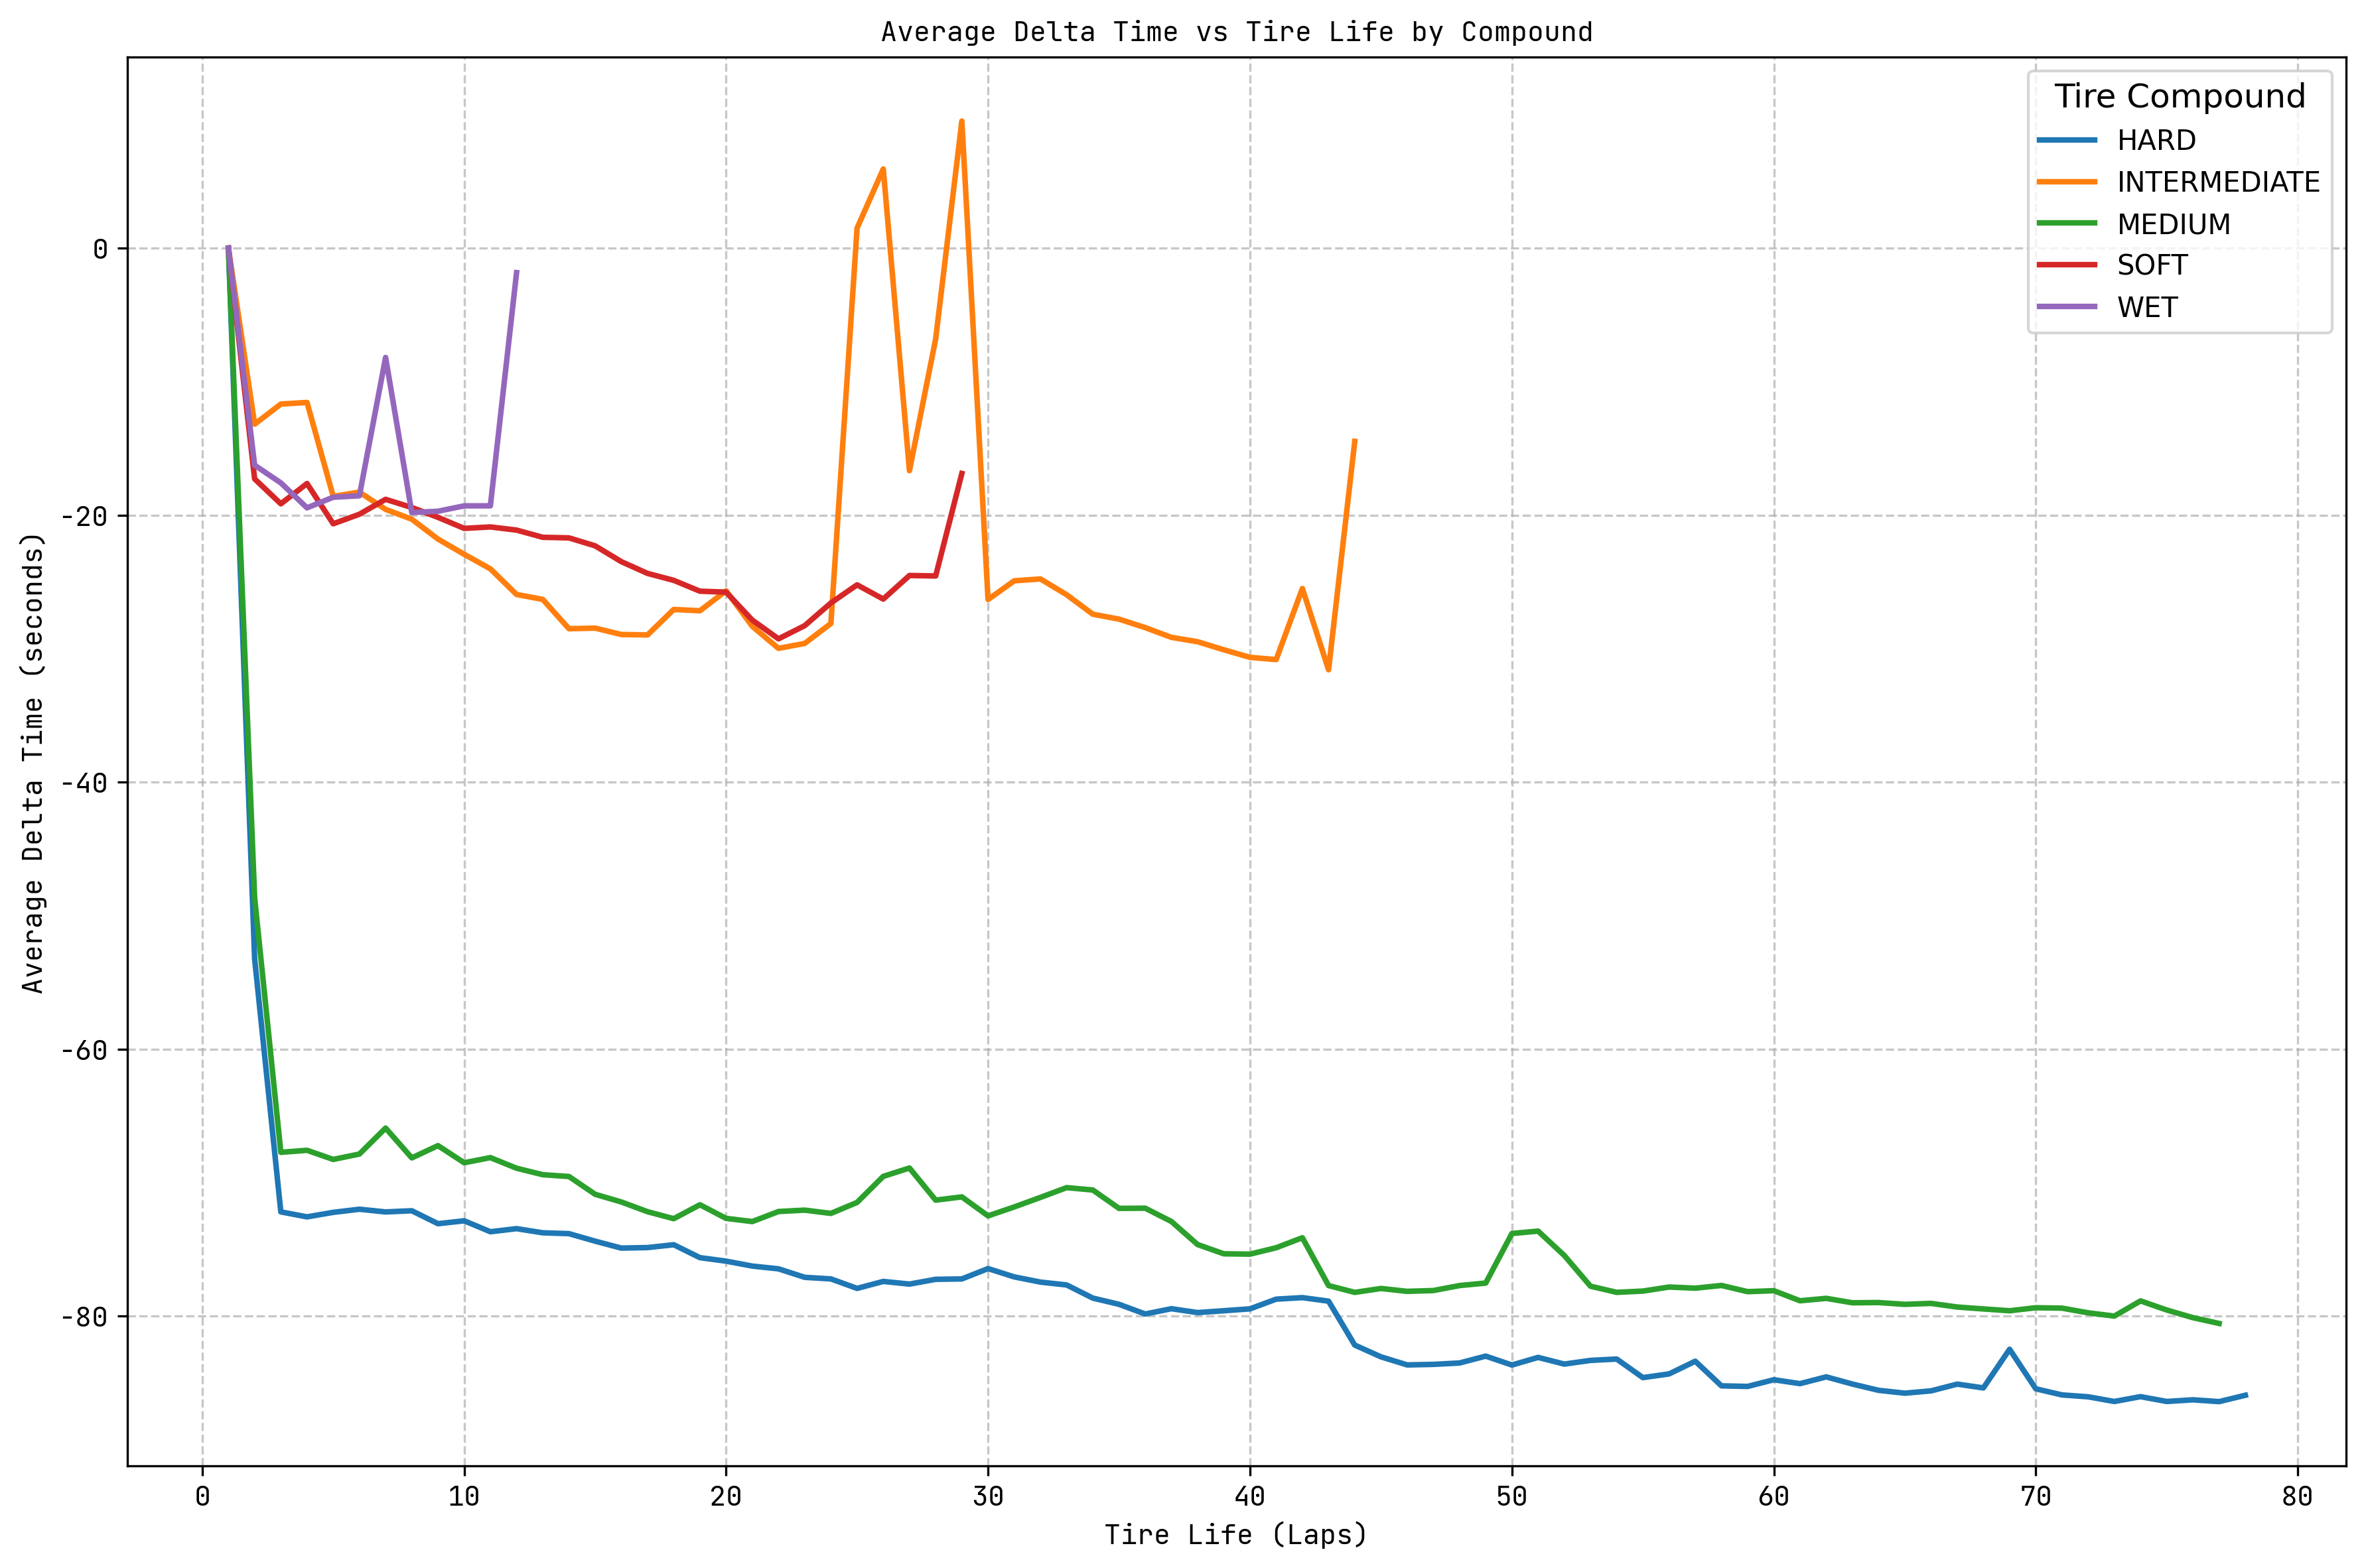 Average Delta Time vs Tire Life by Compound
Tire Compound
HARD
INTERMEDIATE
MEDIUM
SOFT
WET
Average Delta Time (seconds)
0
-20
-40
-60
-80
0 10 20 30 40 50 60 70 80
Tire Life (Laps)